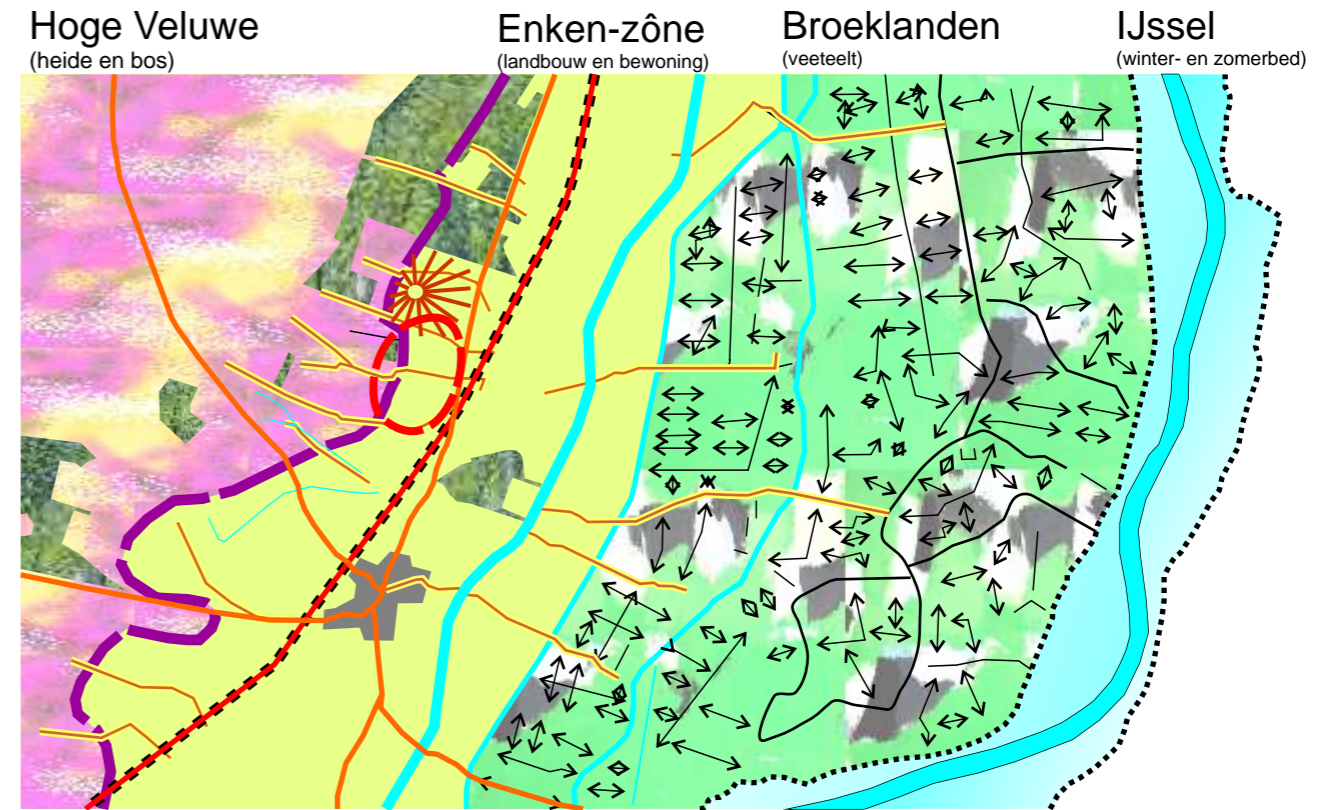 Hoge Veluwe
(heide en bos)
Enken-zône
(landbouw en bewoning)
Broeklanden
(veeteelt)
IJssel
(winter- en zomerbed)